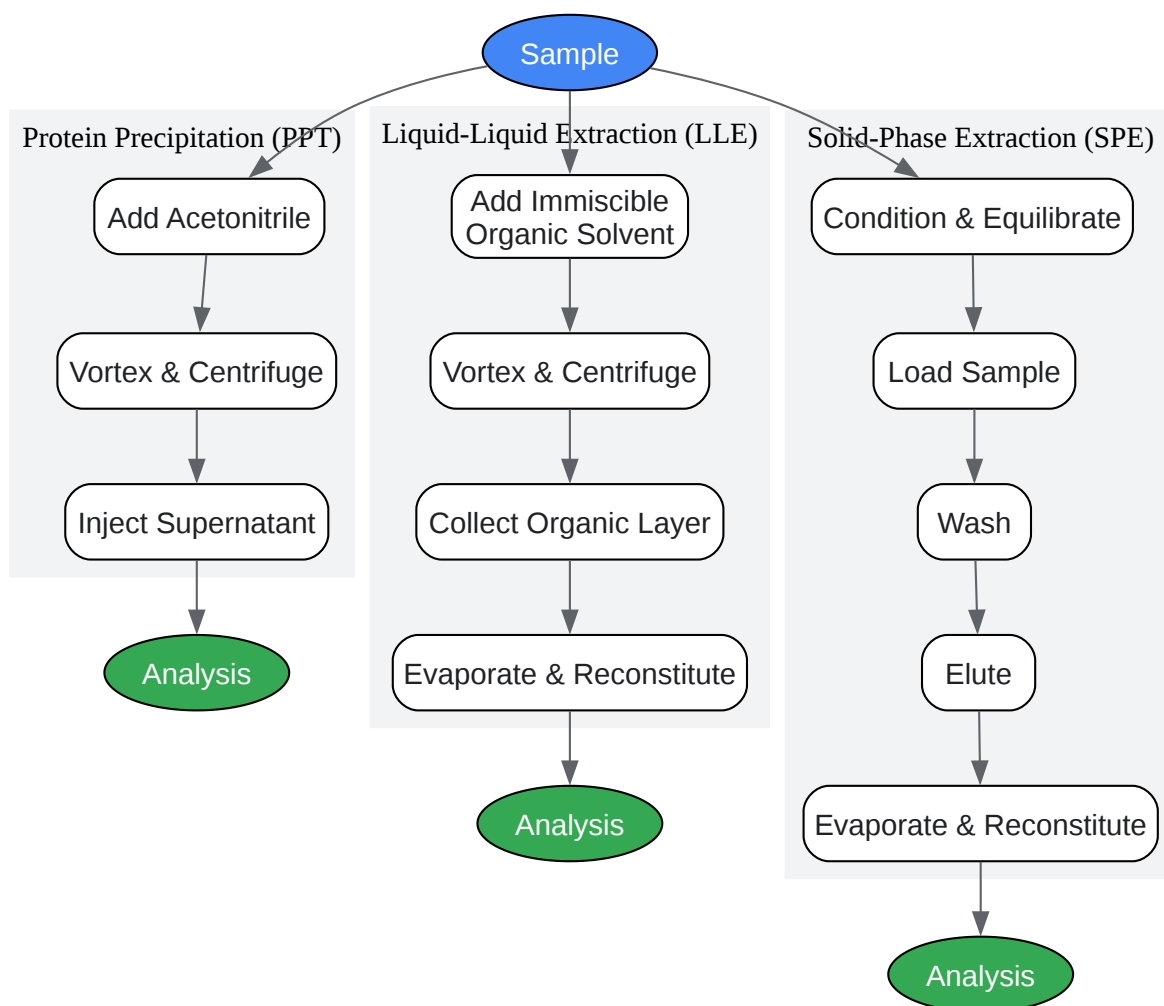 Sample
Protein Precipitation (PPT)
Add Acetonitrile
Vortex & Centrifuge
Inject Supernatant
Analysis
Liquid-Liquid Extraction (LLE)
Add Immiscible
Organic Solvent
Vortex & Centrifuge
Collect Organic Layer
Evaporate & Reconstitute
Analysis
Solid-Phase Extraction (SPE)
Condition & Equilibrate
Load Sample
Wash
Elute
Evaporate & Reconstitute
Analysis